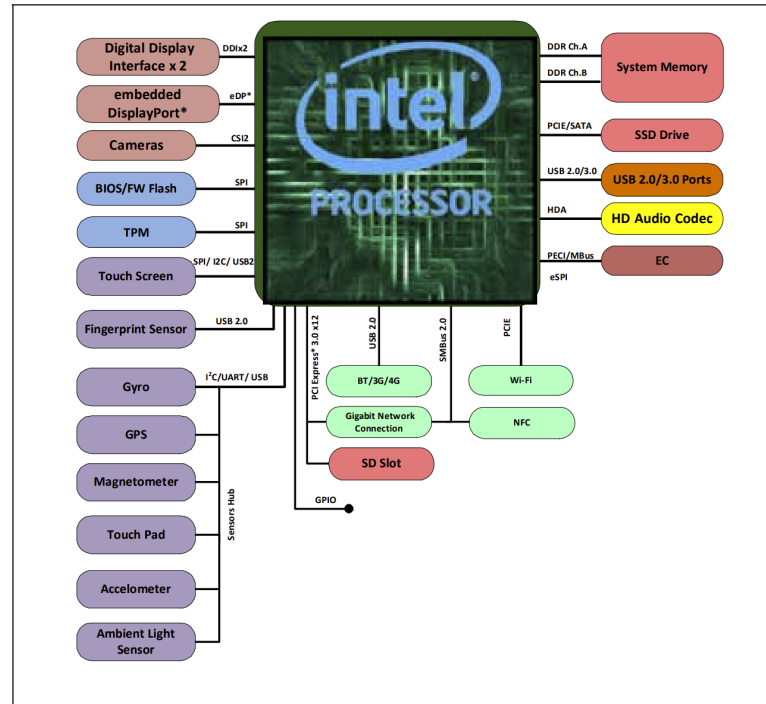 Digital Display
Interface x 2
DDIx2
embedded
DisplayPort*
eDP*
Cameras
CSI2
BIOS/FW Flash
SPI
TPM
SPI
Touch Screen
SPI/ I2C/ USB2
Fingerprint Sensor
USB 2.0
Gyro
I²C/UART/ USB
GPS
Magnetometer
Touch Pad
Accelometer
Ambient Light
Sensor
Sensors Hub
intel
PROCESSOR
DDR Ch.A
DDR Ch.B
System Memory
PCIE/SATA
SSD Drive
USB 2.0/3.0
USB 2.0/3.0 Ports
HDA
HD Audio Codec
PECI/MBus
eSPI
EC
PCI Express* 3.0 x12
USB 2.0
SMBus 2.0
PCIE
BT/3G/4G
Wi-Fi
Gigabit Network
Connection
NFC
SD Slot
GPIO